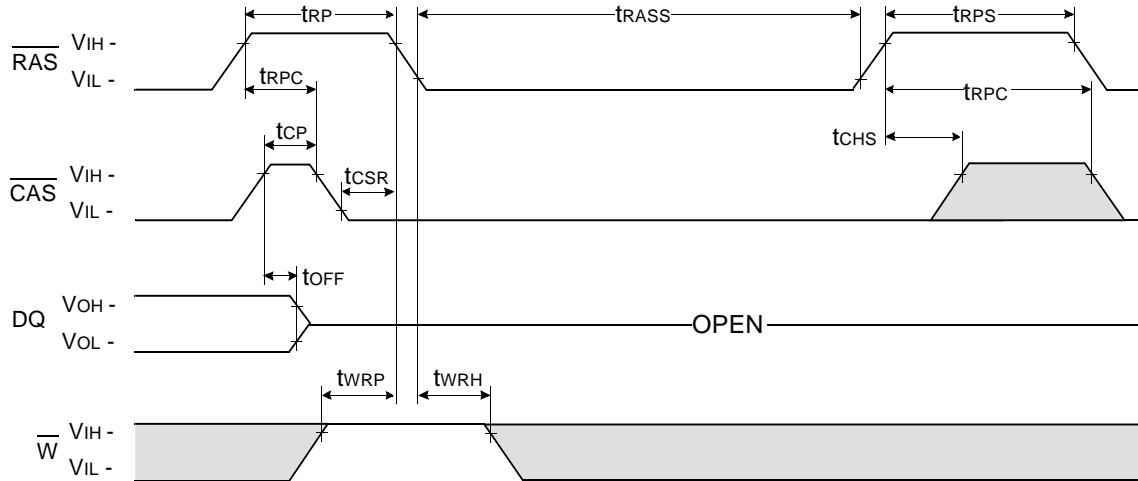 tRP tRASS tRPS
RAS VIH -
VIL -
tRPC tRPC
tCP tCHS
CAS VIH -
VIL -
tCSR
tOFF
DQ VOH -
VOL -
OPEN
tWRP tWRH
W VIH -
VIL -